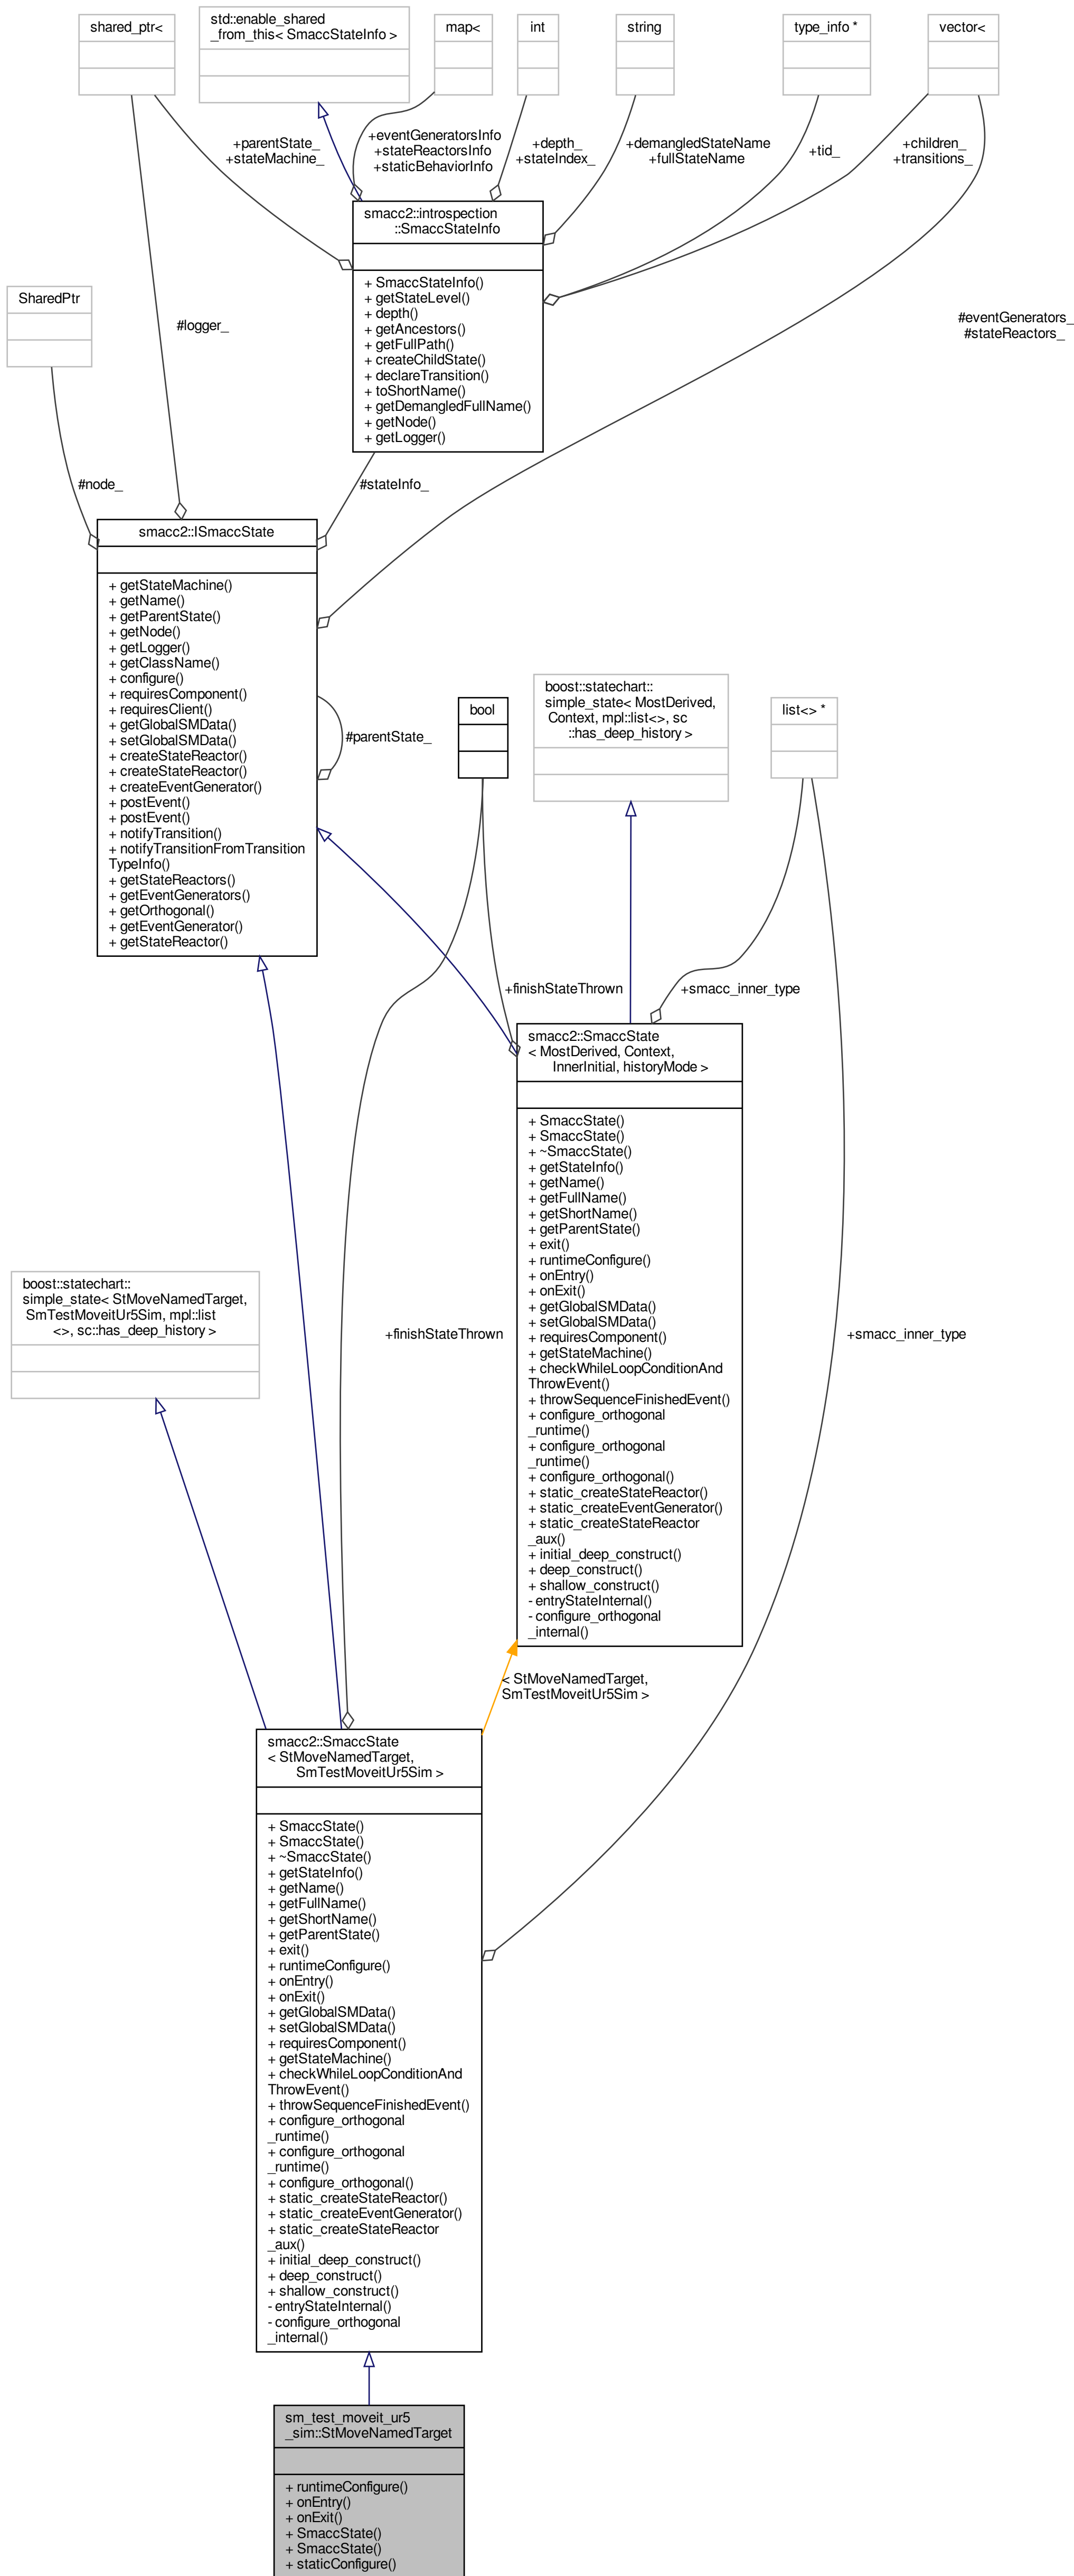 shared_ptr<
std::enable_shared
_from_this< SmaccStateInfo >
map<
int
string
type_info *
vector<
+parentState_
+stateMachine_
+eventGeneratorsInfo
+stateReactorsInfo
+staticBehaviorInfo
+depth_
+stateIndex_
+demangledStateName
+fullStateName
+tid_
+children_
+transitions_
smacc2::introspection
::SmaccStateInfo
+ SmaccStateInfo()
+ getStateLevel()
+ depth()
+ getAncestors()
+ getFullPath()
+ createChildState()
+ declareTransition()
+ toShortName()
+ getDemangledFullName()
+ getNode()
+ getLogger()
SharedPtr
#logger_
#eventGenerators_
#stateReactors_
#node_
#stateInfo_
smacc2::ISmaccState
+ getStateMachine()
+ getName()
+ getParentState()
+ getNode()
+ getLogger()
+ getClassName()
+ configure()
+ requiresComponent()
+ requiresClient()
+ getGlobalSMData()
+ setGlobalSMData()
+ createStateReactor()
+ createStateReactor()
+ createEventGenerator()
+ postEvent()
+ postEvent()
+ notifyTransition()
+ notifyTransitionFromTransition
TypeInfo()
+ getStateReactors()
+ getEventGenerators()
+ getOrthogonal()
+ getEventGenerator()
+ getStateReactor()
#parentState_
bool
boost::statechart::
simple_state< MostDerived,
Context, mpl::list<>, sc
::has_deep_history >
list<> *
+finishStateThrown
+smacc_inner_type
smacc2::SmaccState
< MostDerived, Context,
InnerInitial, historyMode >
+ SmaccState()
+ SmaccState()
+ ~SmaccState()
+ getStateInfo()
+ getName()
+ getFullName()
+ getShortName()
+ getParentState()
+ exit()
+ runtimeConfigure()
+ onEntry()
+ onExit()
+ getGlobalSMData()
+ setGlobalSMData()
+ requiresComponent()
+ getStateMachine()
+ checkWhileLoopConditionAnd
ThrowEvent()
+ throwSequenceFinishedEvent()
+ configure_orthogonal
_runtime()
+ configure_orthogonal
_runtime()
+ configure_orthogonal()
+ static_createStateReactor()
+ static_createEventGenerator()
+ static_createStateReactor
_aux()
+ initial_deep_construct()
+ deep_construct()
+ shallow_construct()
- entryStateInternal()
- configure_orthogonal
_internal()
boost::statechart::
simple_state< StMoveNamedTarget,
SmTestMoveitUr5Sim, mpl::list
<>, sc::has_deep_history >
+finishStateThrown
+smacc_inner_type
< StMoveNamedTarget,
SmTestMoveitUr5Sim >
smacc2::SmaccState
< StMoveNamedTarget,
SmTestMoveitUr5Sim >
+ SmaccState()
+ SmaccState()
+ ~SmaccState()
+ getStateInfo()
+ getName()
+ getFullName()
+ getShortName()
+ getParentState()
+ exit()
+ runtimeConfigure()
+ onEntry()
+ onExit()
+ getGlobalSMData()
+ setGlobalSMData()
+ requiresComponent()
+ getStateMachine()
+ checkWhileLoopConditionAnd
ThrowEvent()
+ throwSequenceFinishedEvent()
+ configure_orthogonal
_runtime()
+ configure_orthogonal
_runtime()
+ configure_orthogonal()
+ static_createStateReactor()
+ static_createEventGenerator()
+ static_createStateReactor
_aux()
+ initial_deep_construct()
+ deep_construct()
+ shallow_construct()
- entryStateInternal()
- configure_orthogonal
_internal()
sm_test_moveit_ur5
_sim::StMoveNamedTarget
+ runtimeConfigure()
+ onEntry()
+ onExit()
+ SmaccState()
+ SmaccState()
+ staticConfigure()